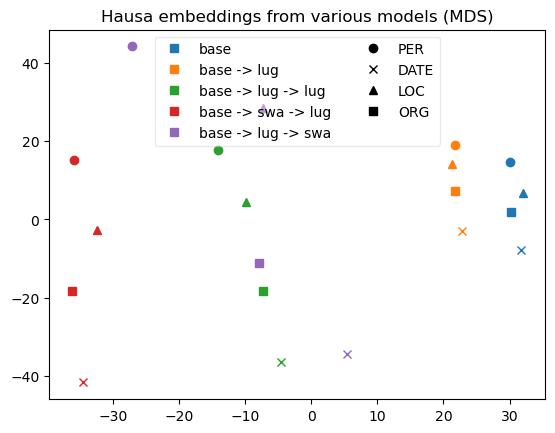 Hausa embeddings from various models (MDS)
base
base -> lug
base -> lug -> lug
base -> swa -> lug
base -> lug -> swa
PER
DATE
LOC
ORG
40
20
0
−20
−40
−30
−20
−10
0
10
20
30